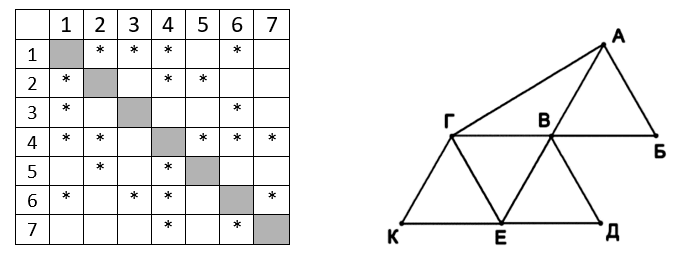 1 2 3 4 5 6 7
1 * * * *
2 * * *
3 * *
4 * * * * *
5 * *
6 * * * *
7 * *
А
Г В Б
К Е Д